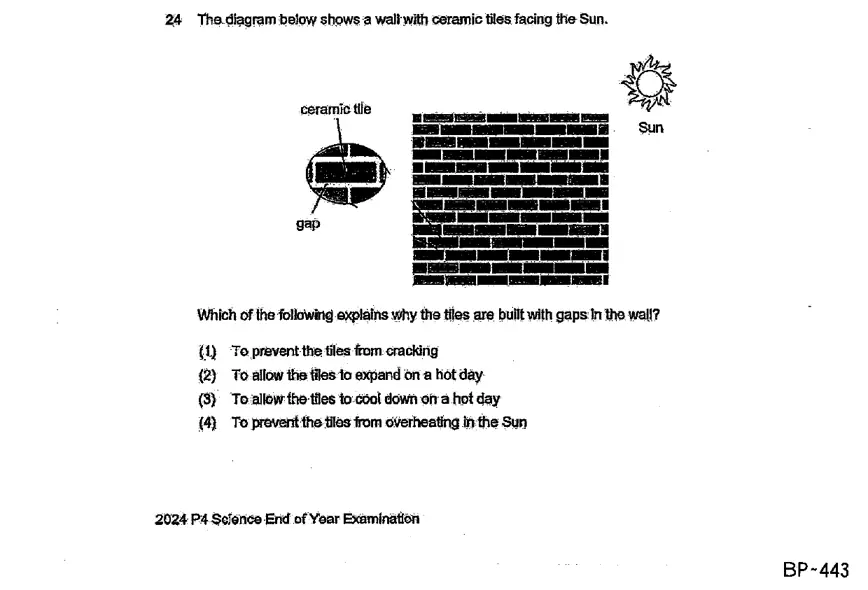 24 The diagram below shows a wall with ceramic tiles facing the Sun.
ceramic tile
Sun
gap
Which of the following explains why the tiles are built with gaps in the wall?
(1) To prevent the tiles from cracking
(2) To allow the tiles to expand on a hot day
(3) To allow the tiles to cool down on a hot day
(4) To prevent the tiles from overheating in the Sun
2024 P4 Science End of Year Examination
BP-443